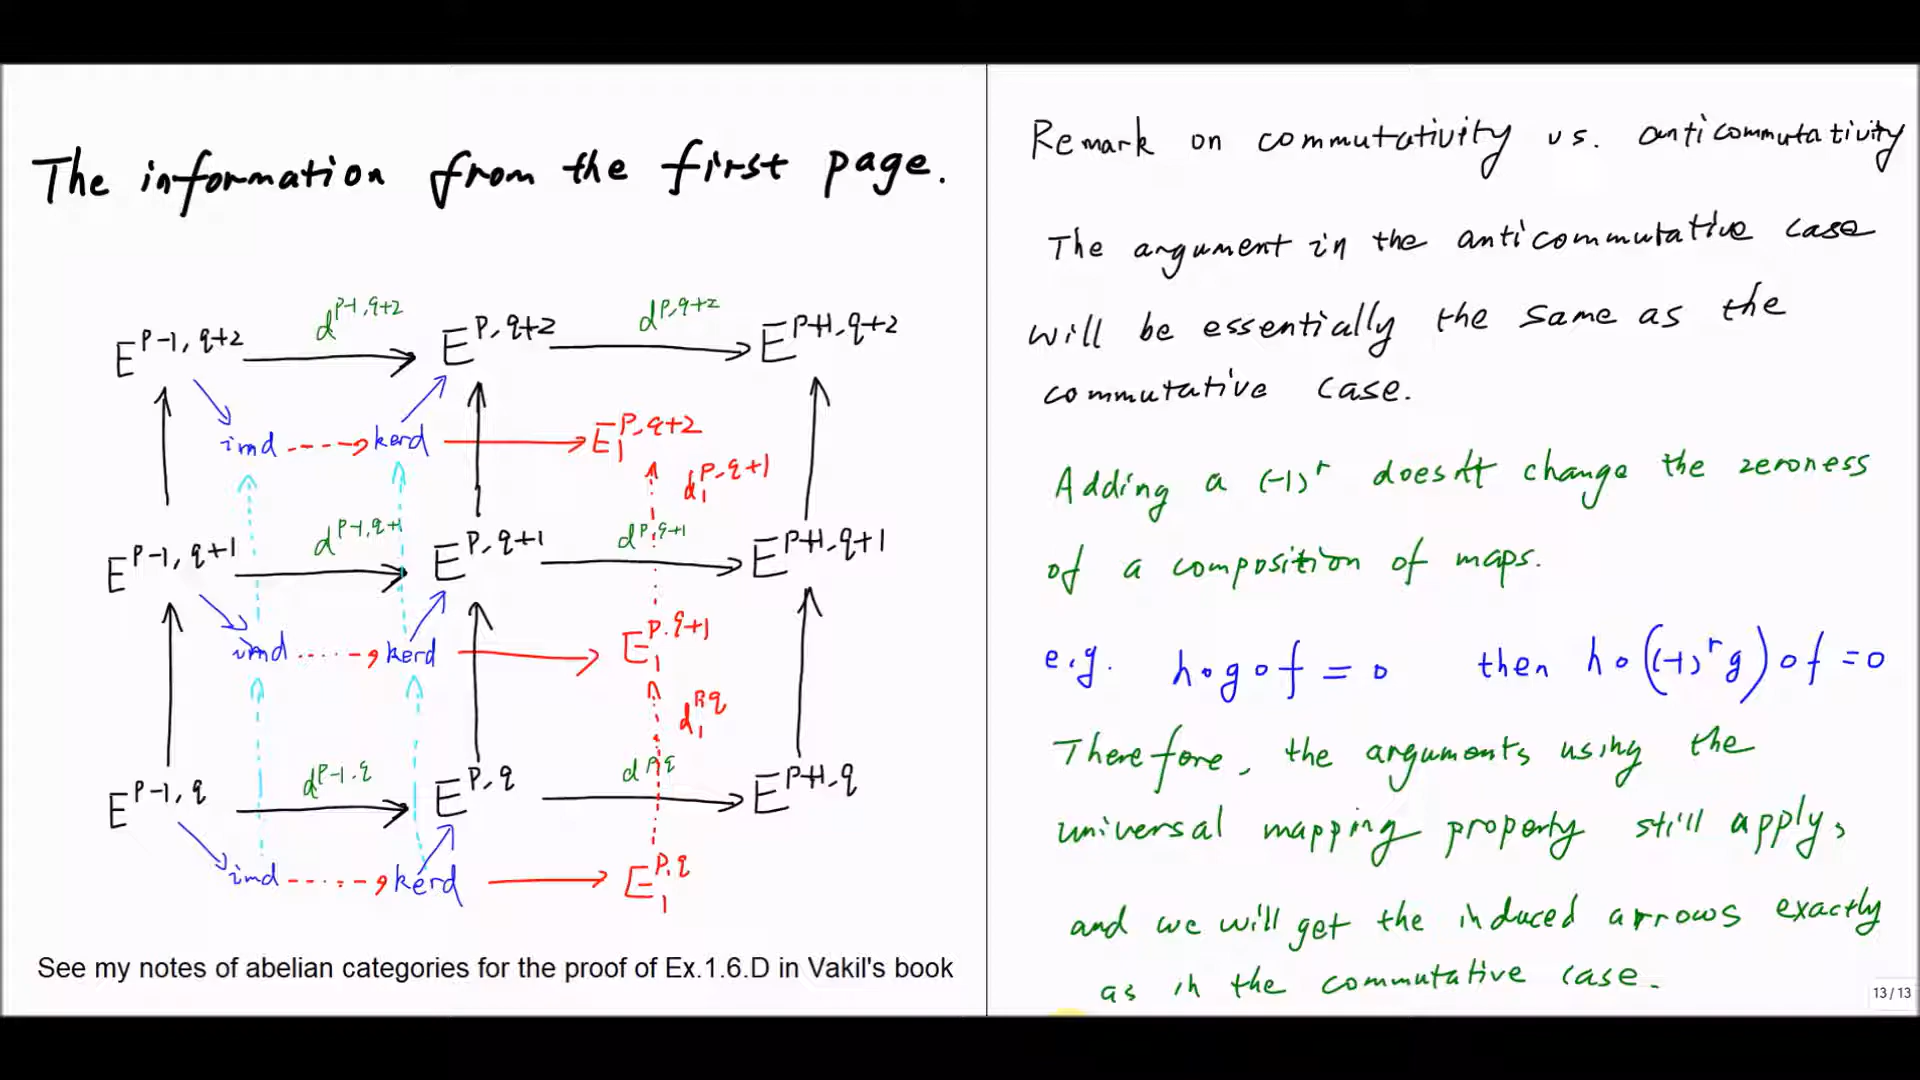 The information from the first page.
d^{p-1,q+2} d^{p,q+2}
E^{p-1,q+2} E^{p,q+2} E^{p+1,q+2}
imd kerd E_1^{p,q+2}
d_1^{p,q+1}
d^{p-1,q+1} d^{p,q+1}
E^{p-1,q+1} E^{p,q+1} E^{p+1,q+1}
imd kerd E_1^{p,q+1}
d_1^{p,q}
d^{p-1,q} d^{p,q}
E^{p-1,q} E^{p,q} E^{p+1,q}
imd kerd E_1^{p,q}
See my notes of abelian categories for the proof of Ex.1.6.D in Vakil's book
Remark on commutativity vs. anticommutativity
The argument in the anticommutative case
will be essentially the same as the
commutative case.
Adding a (-1)^r doesn't change the zeroness
of a composition of maps.
e.g. h∘g∘f = 0 then h∘((-1)^r g)∘f = 0
Therefore, the arguments using the
universal mapping property still apply,
and we will get the induced arrows exactly
as in the commutative case.
13 / 13